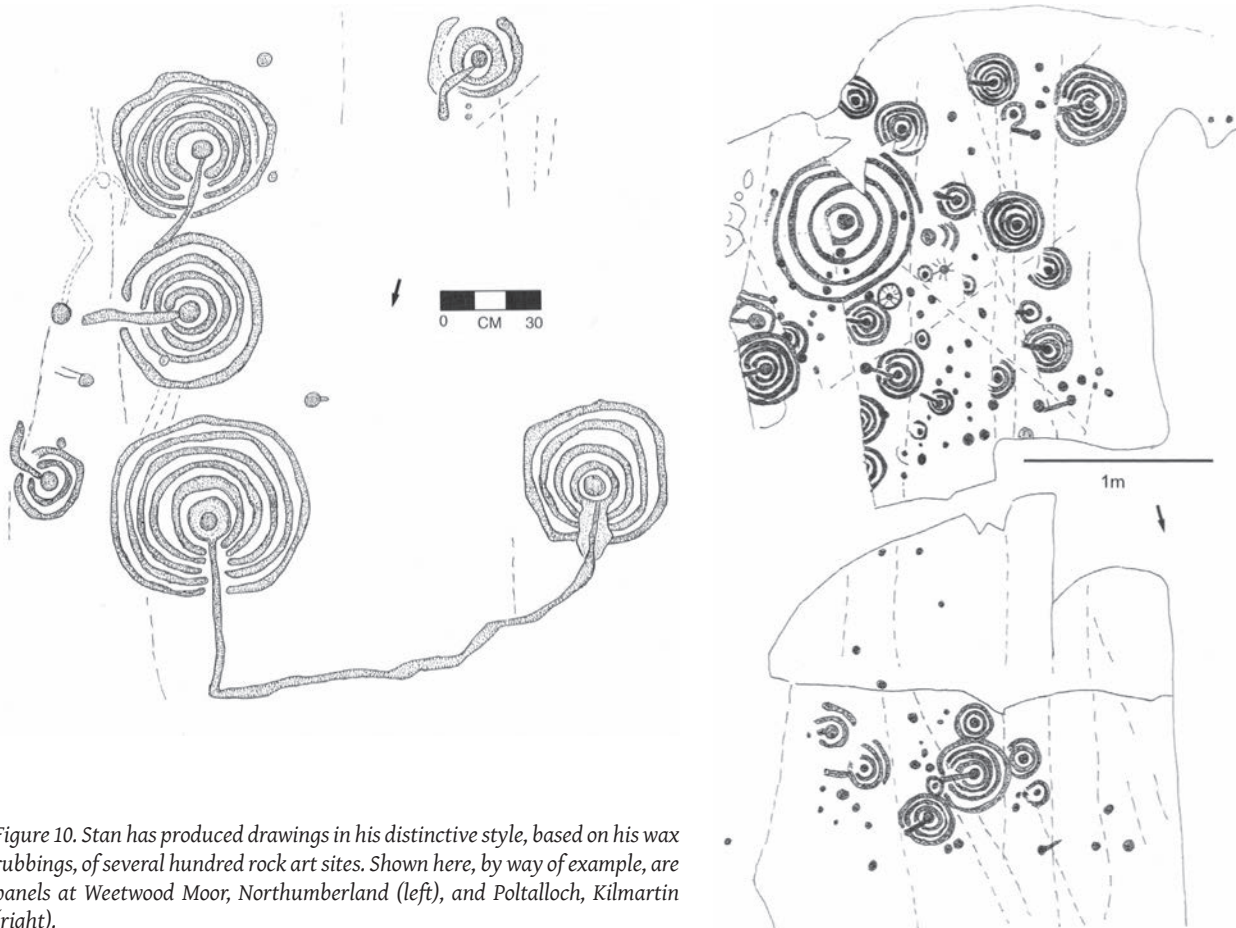 0 CM 30
1m
Figure 10. Stan has produced drawings in his distinctive style, based on his wax
rubbings, of several hundred rock art sites. Shown here, by way of example, are
panels at Weetwood Moor, Northumberland (left), and Poltalloch, Kilmartin
(right).